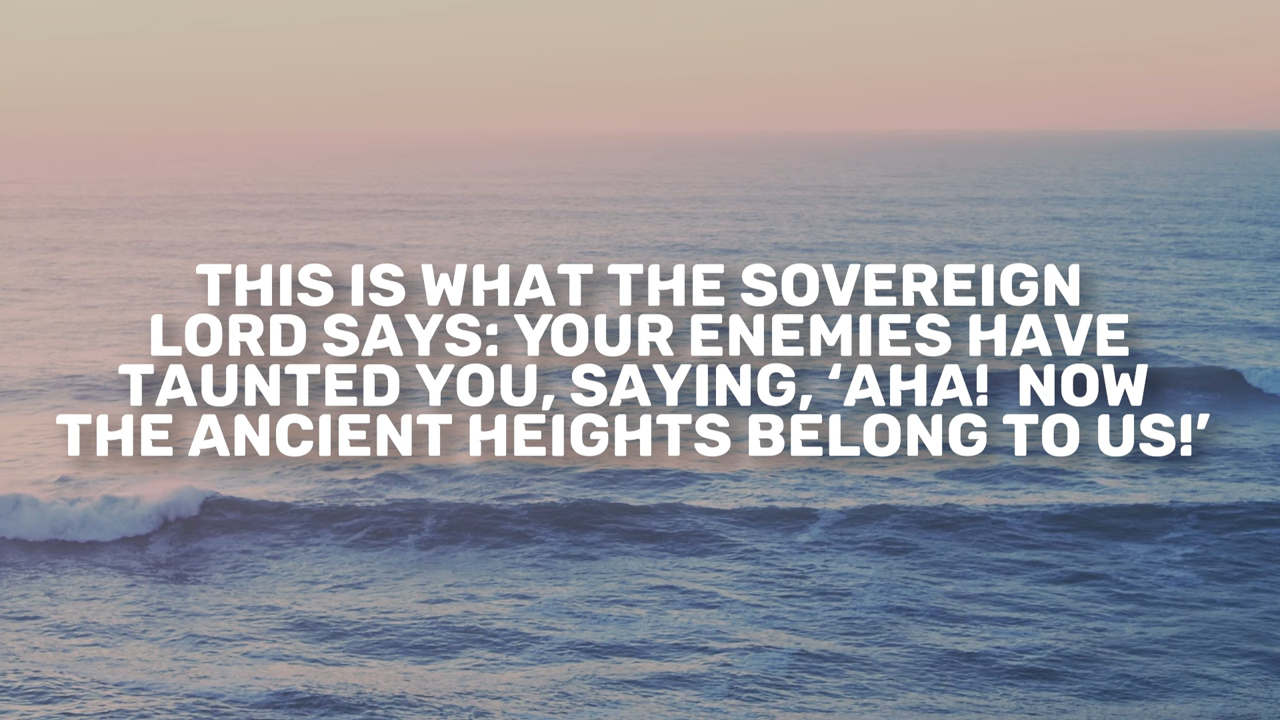 THIS IS WHAT THE SOVEREIGN
LORD SAYS: YOUR ENEMIES HAVE
TAUNTED YOU, SAYING, ‘AHA! NOW
THE ANCIENT HEIGHTS BELONG TO US!’